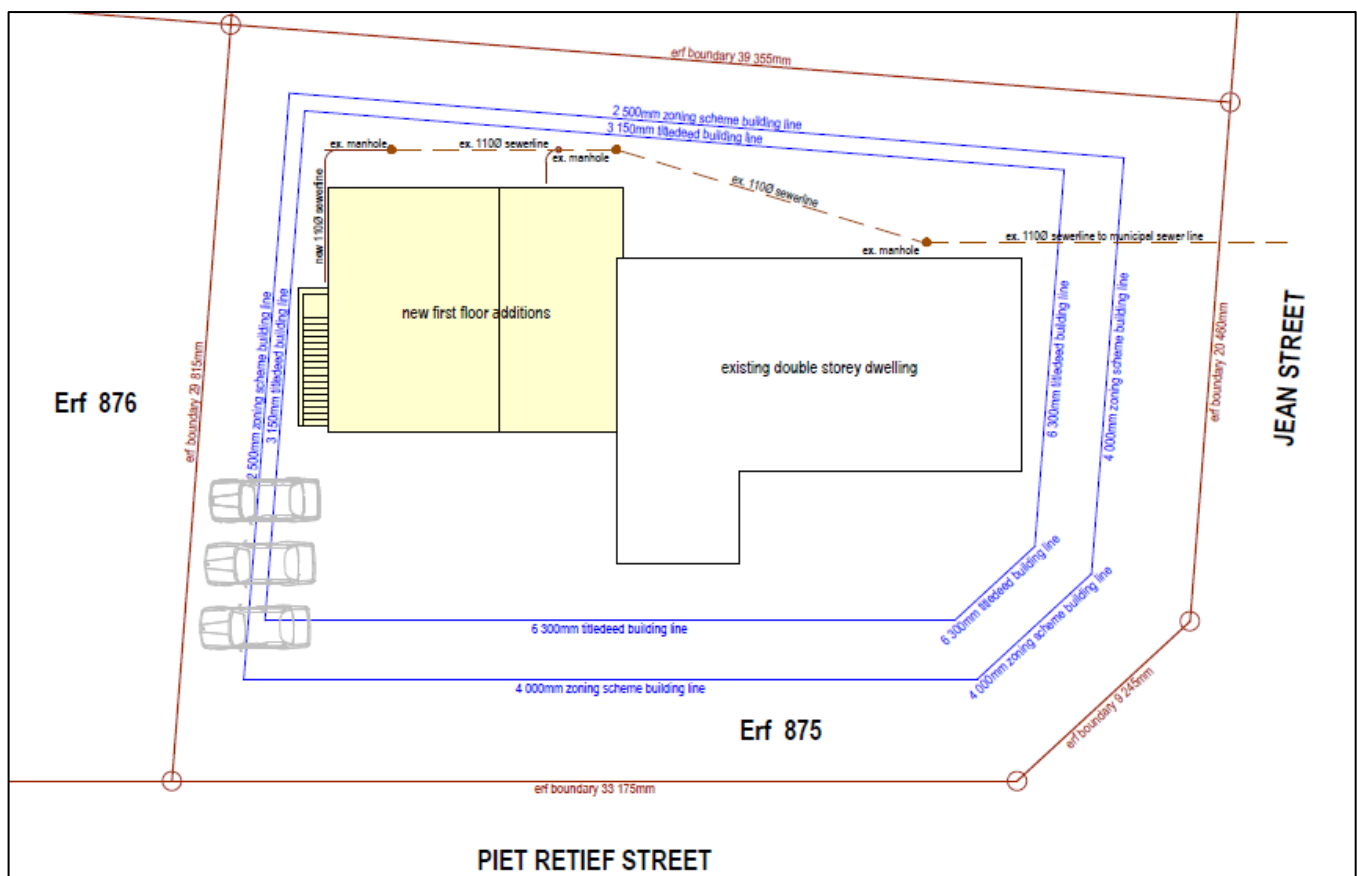 erf boundary 39 355mm
2 500mm zoning scheme building line
3 150mm titledeed building line
ex. manhole
ex. 110Ø sewerline
ex. manhole
ex. 110Ø sewerline
new 110Ø sewerline
ex. manhole
ex. 110Ø sewerline to municipal sewer line
new first floor additions
existing double storey dwelling
2 500mm zoning scheme building line
3 150mm titledeed building line
erf boundary 29 815mm
Erf 876
6 300mm titledeed building line
4 000mm zoning scheme building line
erf boundary 20 460mm
JEAN STREET
6 300mm titledeed building line
6 300mm titledeed building line
4 000mm zoning scheme building line
4 000mm zoning scheme building line
Erf 875
erf boundary 9 245mm
erf boundary 33 175mm
PIET RETIEF STREET